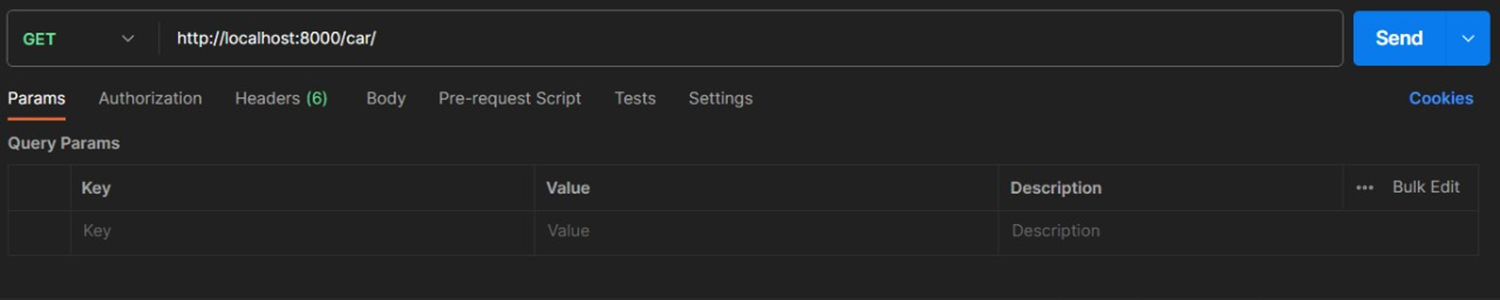 GET http://localhost:8000/car/ Send
Params Authorization Headers (6) Body Pre-request Script Tests Settings Cookies
Query Params
Key Value Description ••• Bulk Edit
Key Value Description